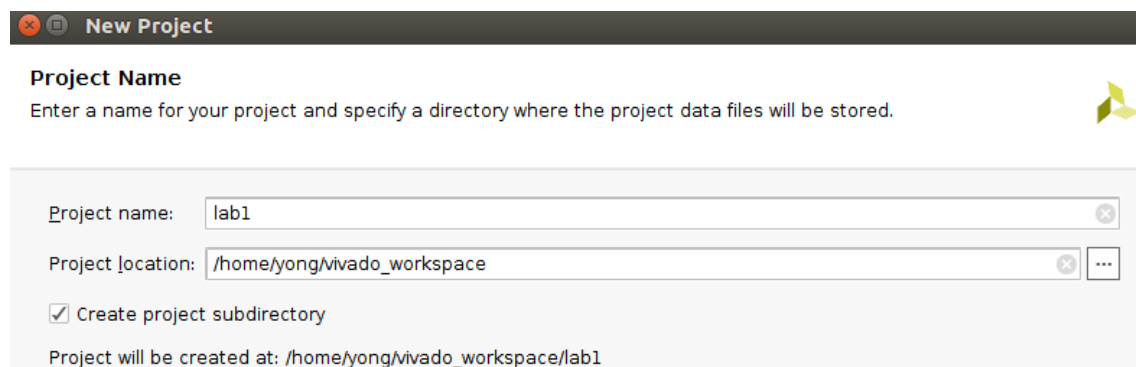 New Project
Project Name
Enter a name for your project and specify a directory where the project data files will be stored.
Project name: lab1
Project location: /home/yong/vivado_workspace ...
Create project subdirectory
Project will be created at: /home/yong/vivado_workspace/lab1